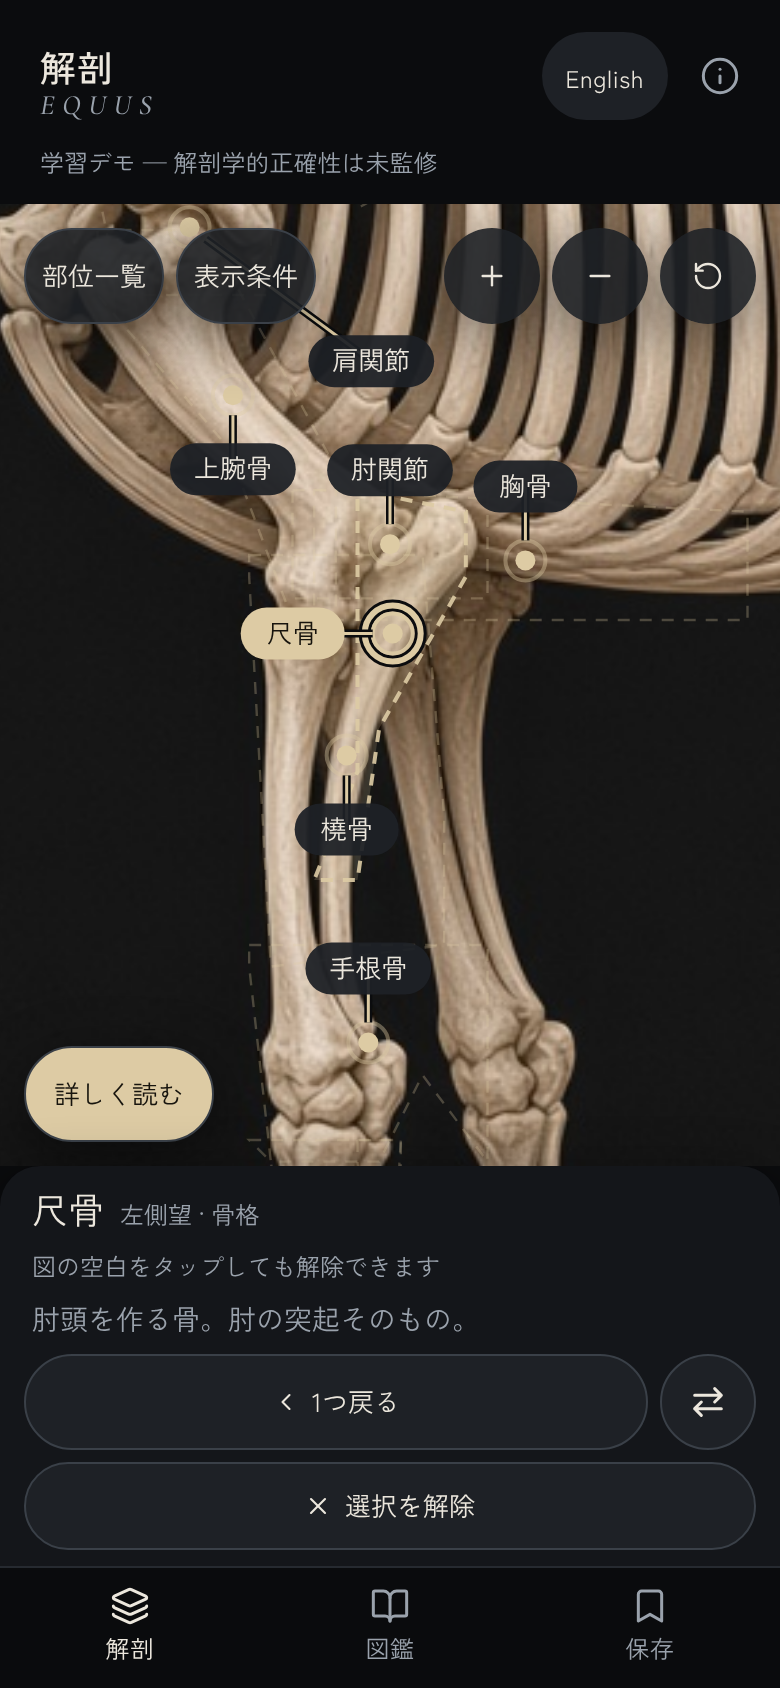 解剖
EQUUS
English
学習デモ — 解剖学的正確性は未監修
部位一覧
表示条件
肩関節
上腕骨
肘関節
胸骨
尺骨
橈骨
手根骨
詳しく読む
尺骨 左側望・骨格
図の空白をタップしても解除できます
肘頭を作る骨。肘の突起そのもの。
1つ戻る
選択を解除
解剖
図鑑
保存